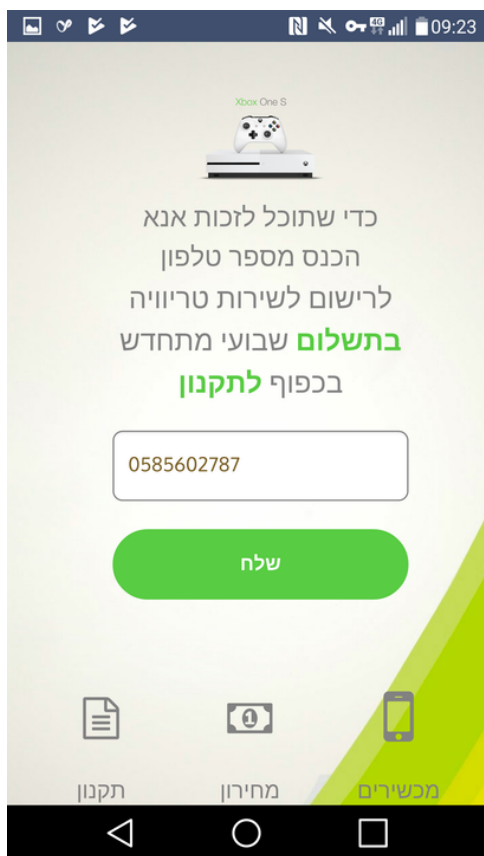 09:23
4G
Xbox One S
כדי שתוכל לזכות אנא
הכנס מספר טלפון
לרישום לשירות טריוויה
בתשלום שבועי מתחדש
בכפוף לתקנון
0585602787
שלח
מכשירים
מחירון
תקנון